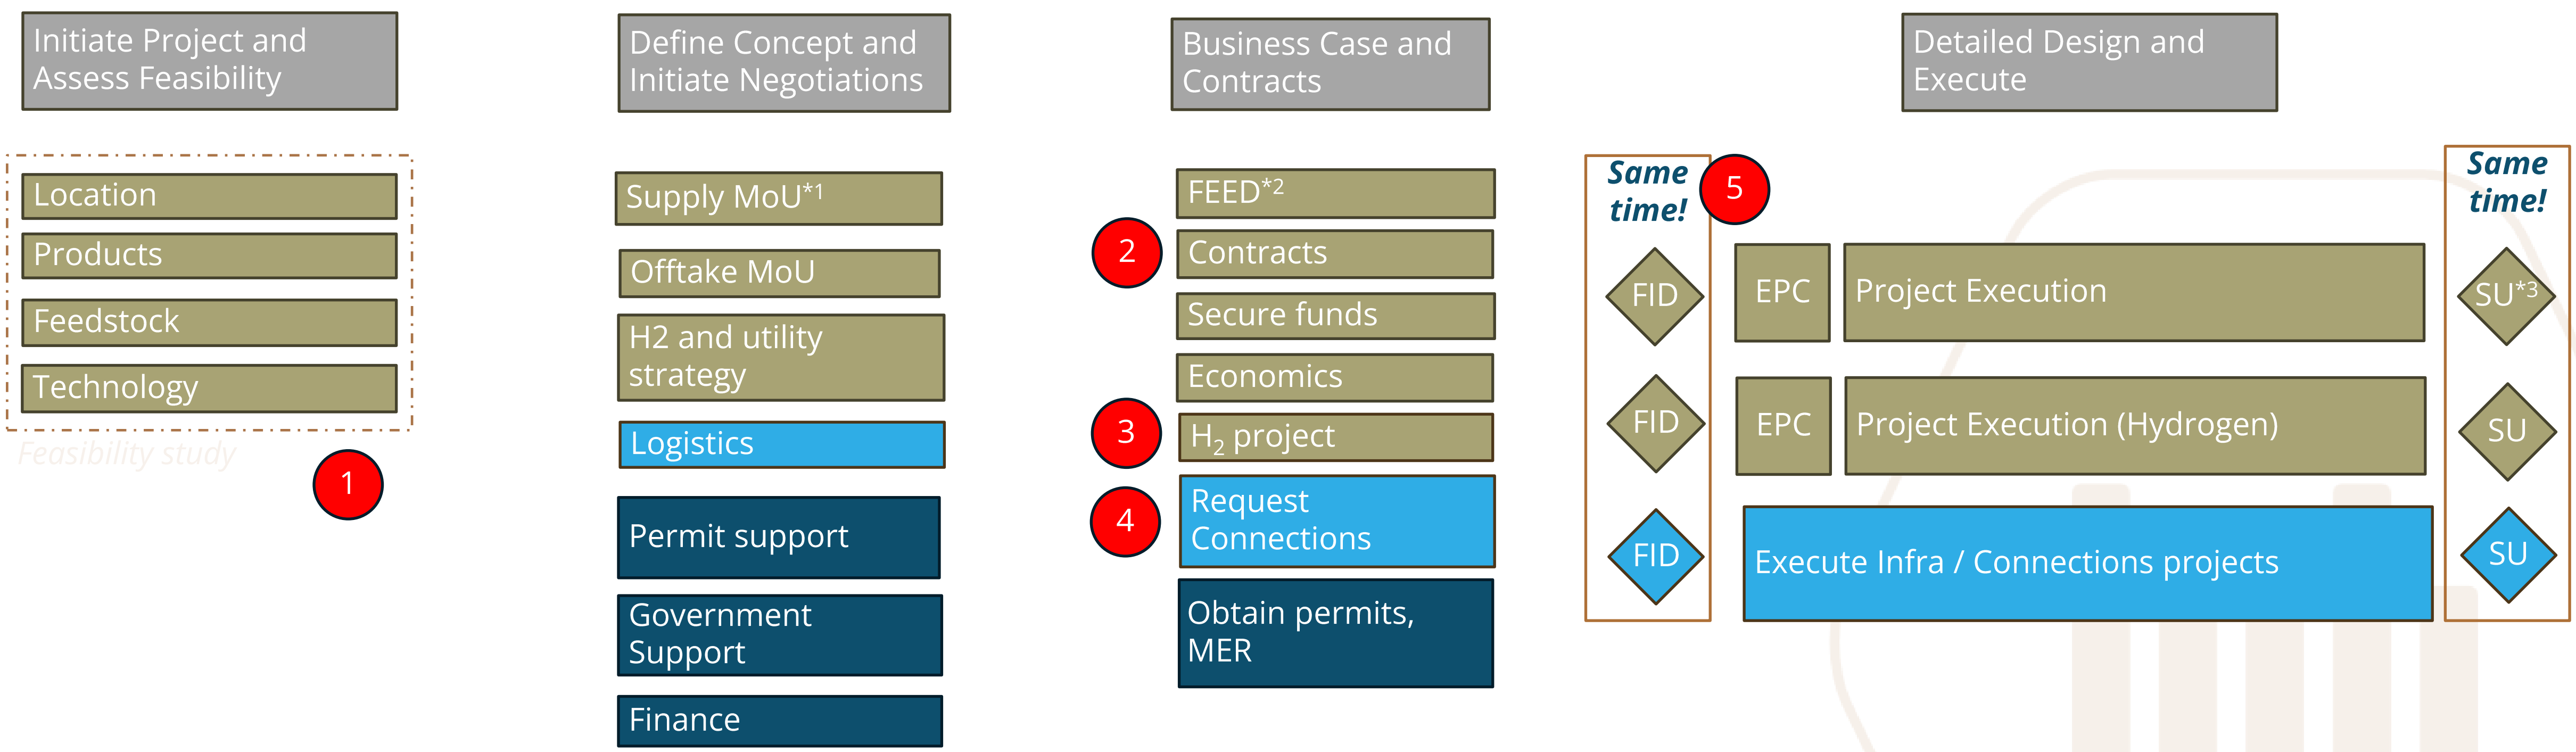 Initiate Project and
Assess Feasibility
Location
Products
Feedstock
Technology
Feasibility study
1
Define Concept and
Initiate Negotiations
Supply MoU*1
Offtake MoU
H2 and utility
strategy
Logistics
Permit support
Government
Support
Finance
Business Case and
Contracts
FEED*2
2
Contracts
Secure funds
Economics
3
H2 project
4
Request
Connections
Obtain permits,
MER
Detailed Design and
Execute
Same
time!
5
Same
time!
FID
EPC
Project Execution
SU*3
FID
EPC
Project Execution (Hydrogen)
SU
FID
Execute Infra / Connections projects
SU